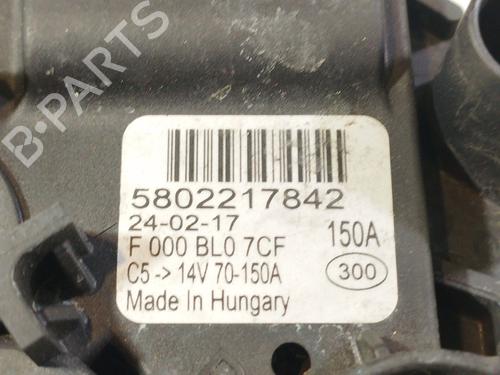 B-PARTS
5802217842
24-02-17
F 000 BL0 7CF
150A
C5 -> 14V 70-150A
300
Made In Hungary